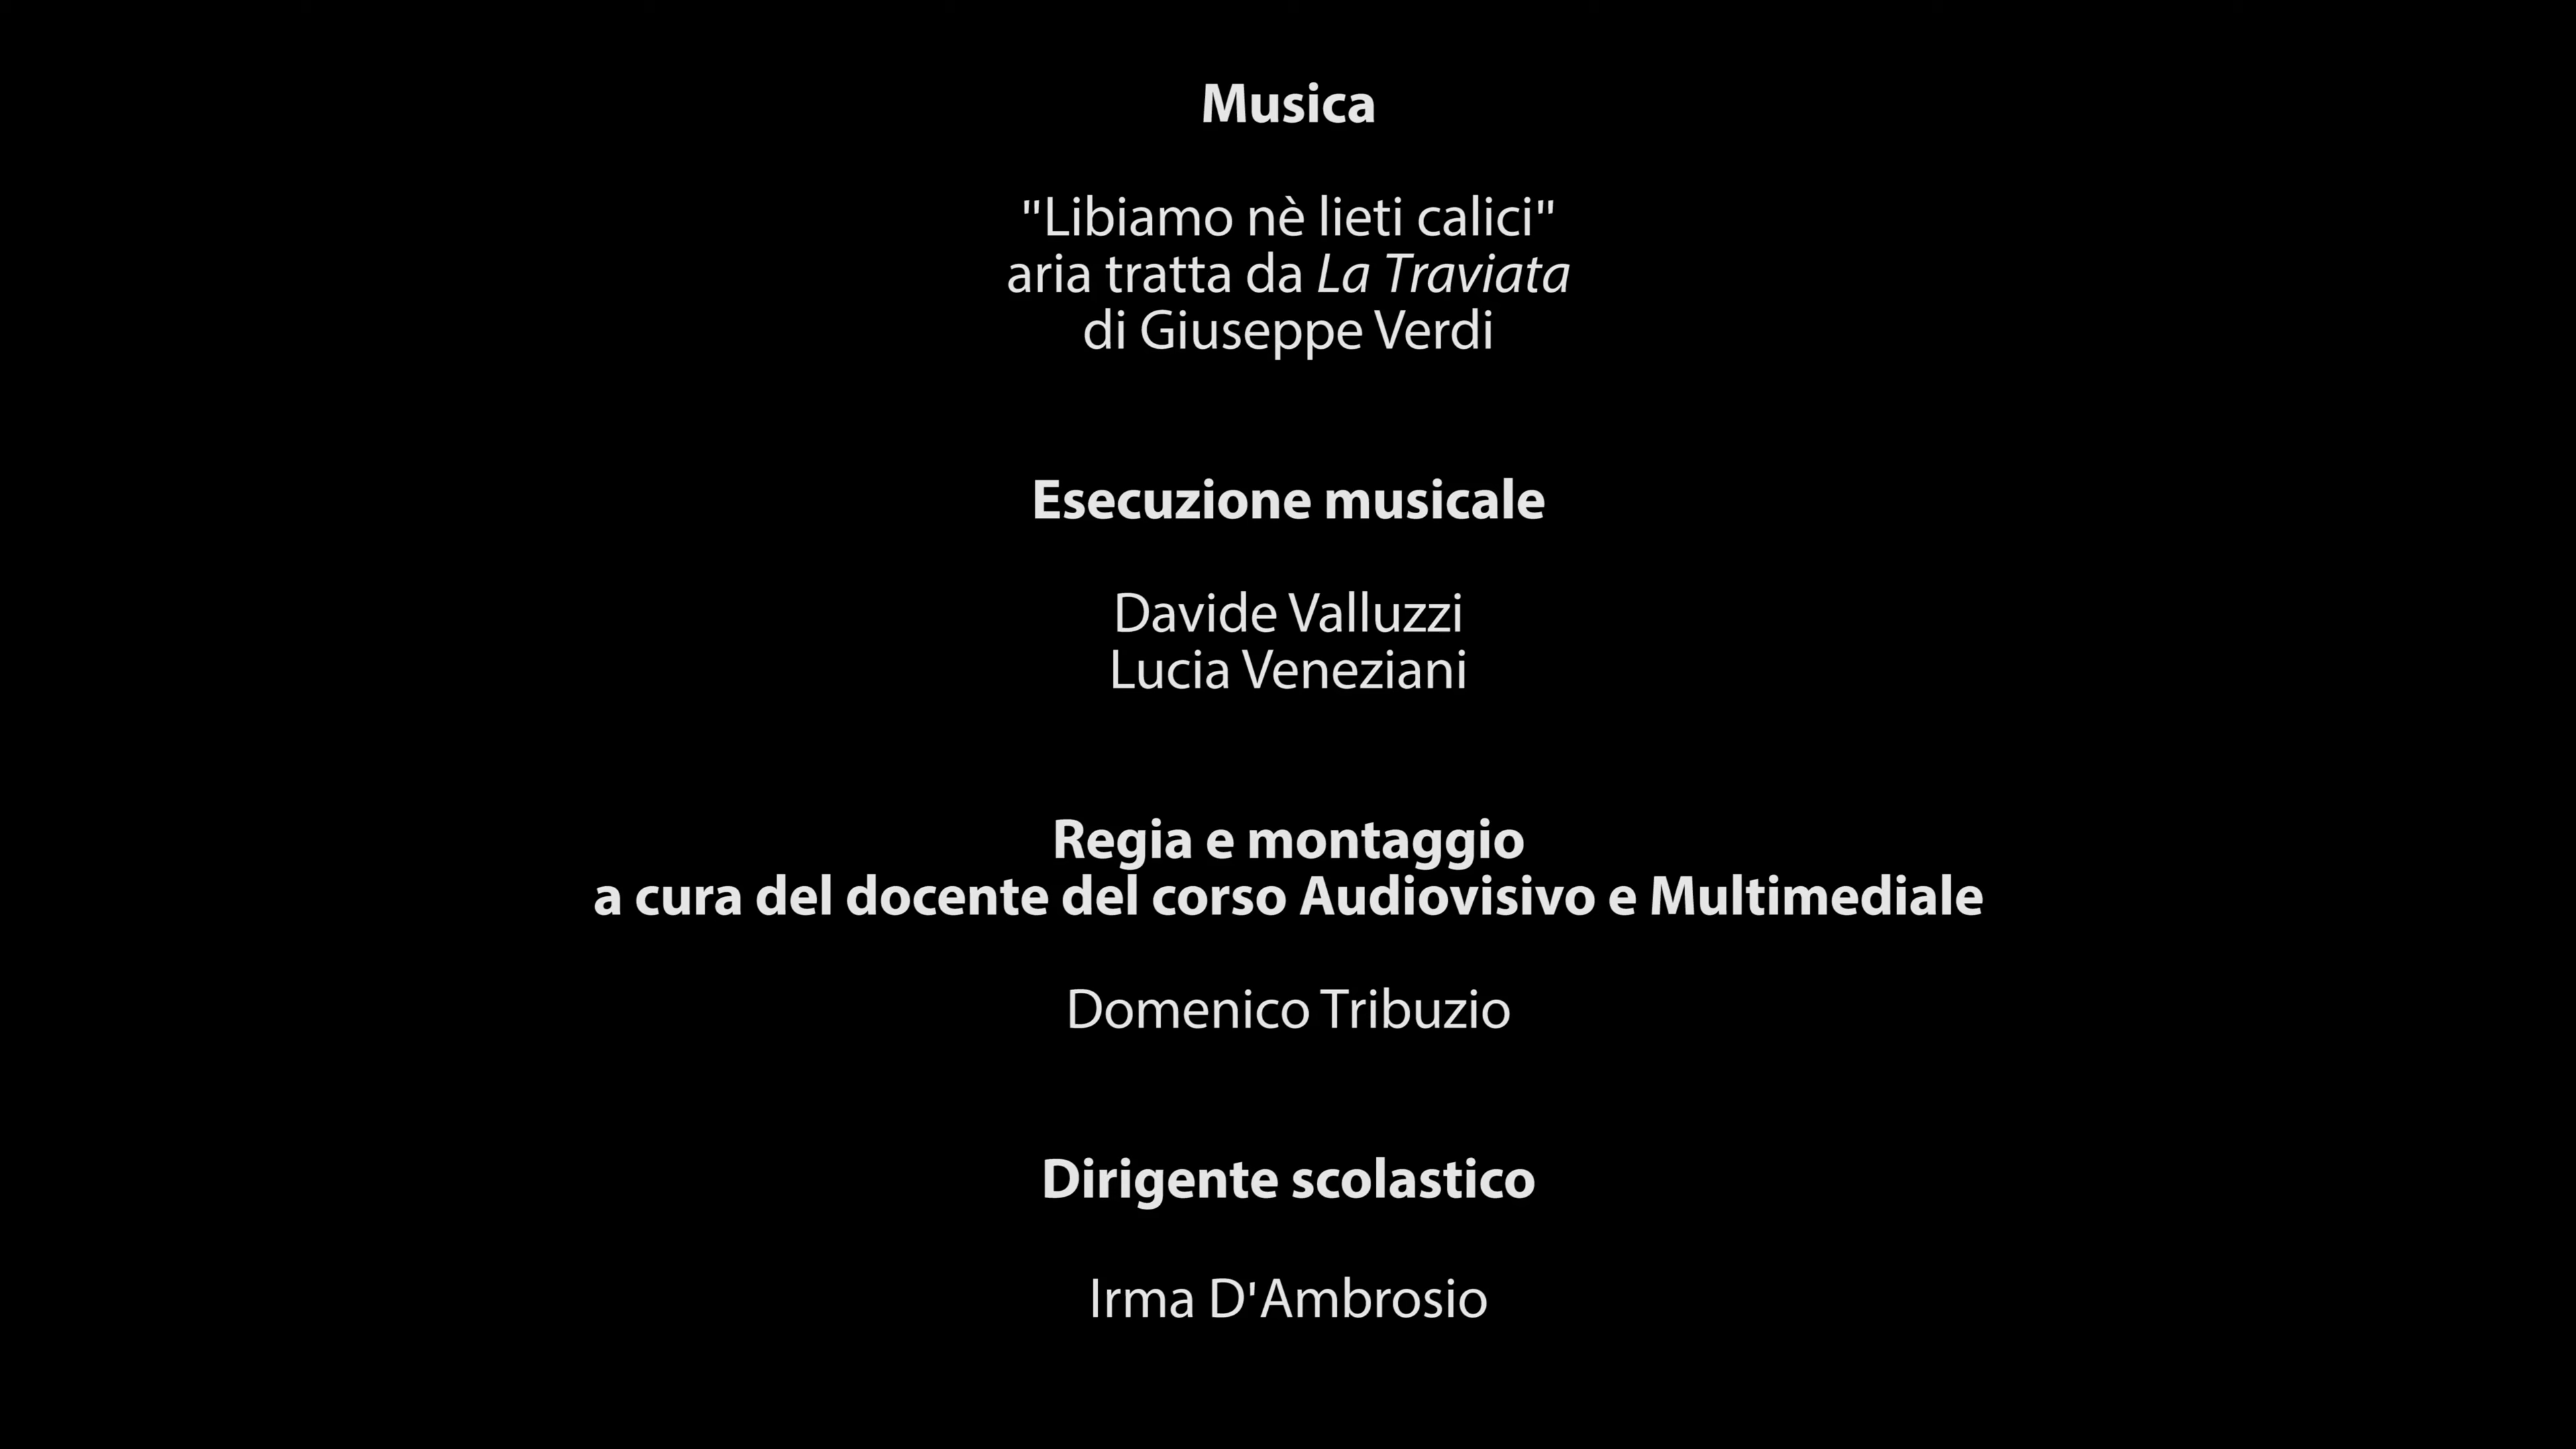 Musica
"Libiamo nè lieti calici"
aria tratta da La Traviata
di Giuseppe Verdi
Esecuzione musicale
Davide Valluzzi
Lucia Veneziani
Regia e montaggio
a cura del docente del corso Audiovisivo e Multimediale
Domenico Tribuzio
Dirigente scolastico
Irma D'Ambrosio